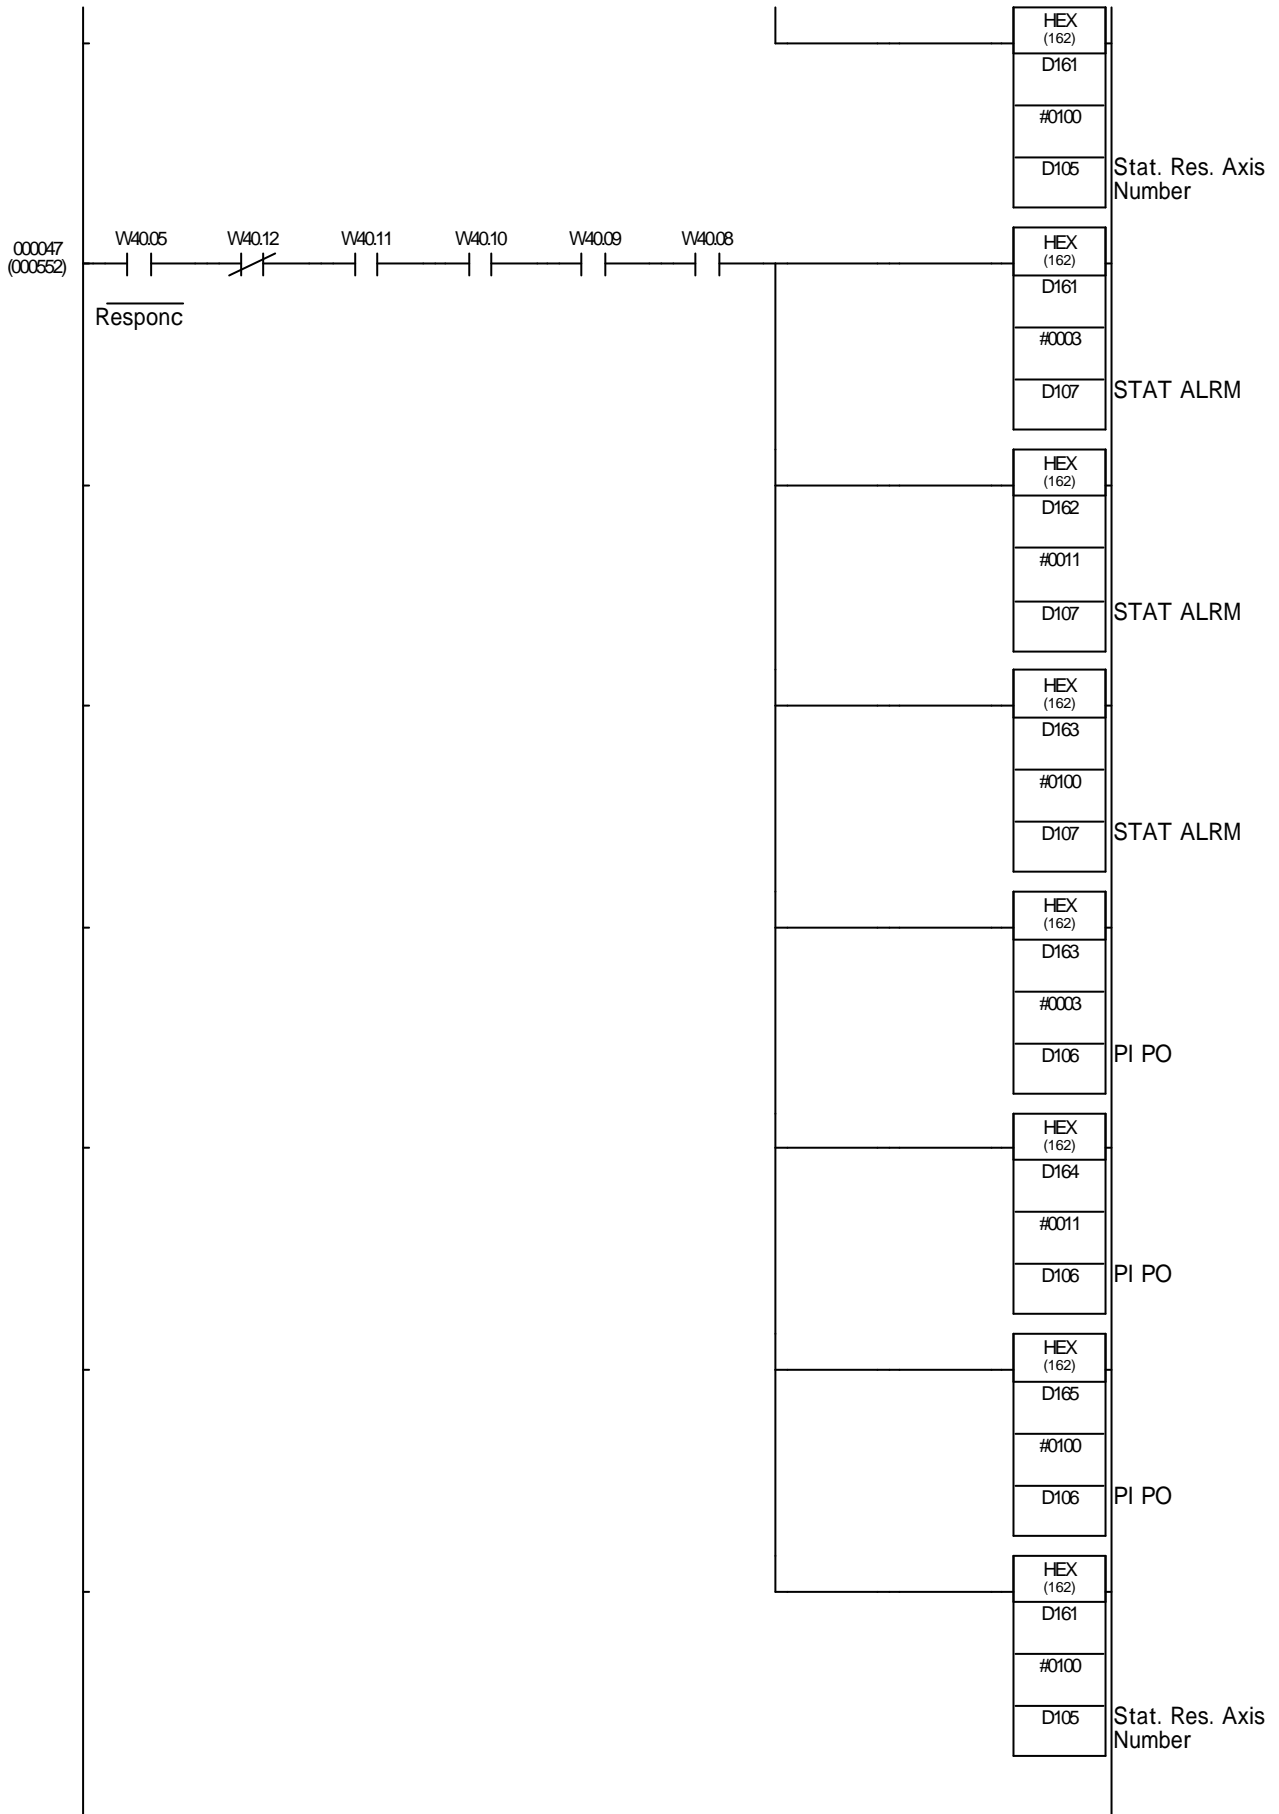 HEX
(162)
D161
#0100
D105
Stat. Res. Axis
Number
000047
(000552)
W40.05
W40.12
W40.11
W40.10
W40.09
W40.08
Responc
HEX
(162)
D161
#0003
D107
STAT ALRM
HEX
(162)
D162
#0011
D107
STAT ALRM
HEX
(162)
D163
#0100
D107
STAT ALRM
HEX
(162)
D163
#0003
D106
PI PO
HEX
(162)
D164
#0011
D106
PI PO
HEX
(162)
D165
#0100
D106
PI PO
HEX
(162)
D161
#0100
D105
Stat. Res. Axis
Number